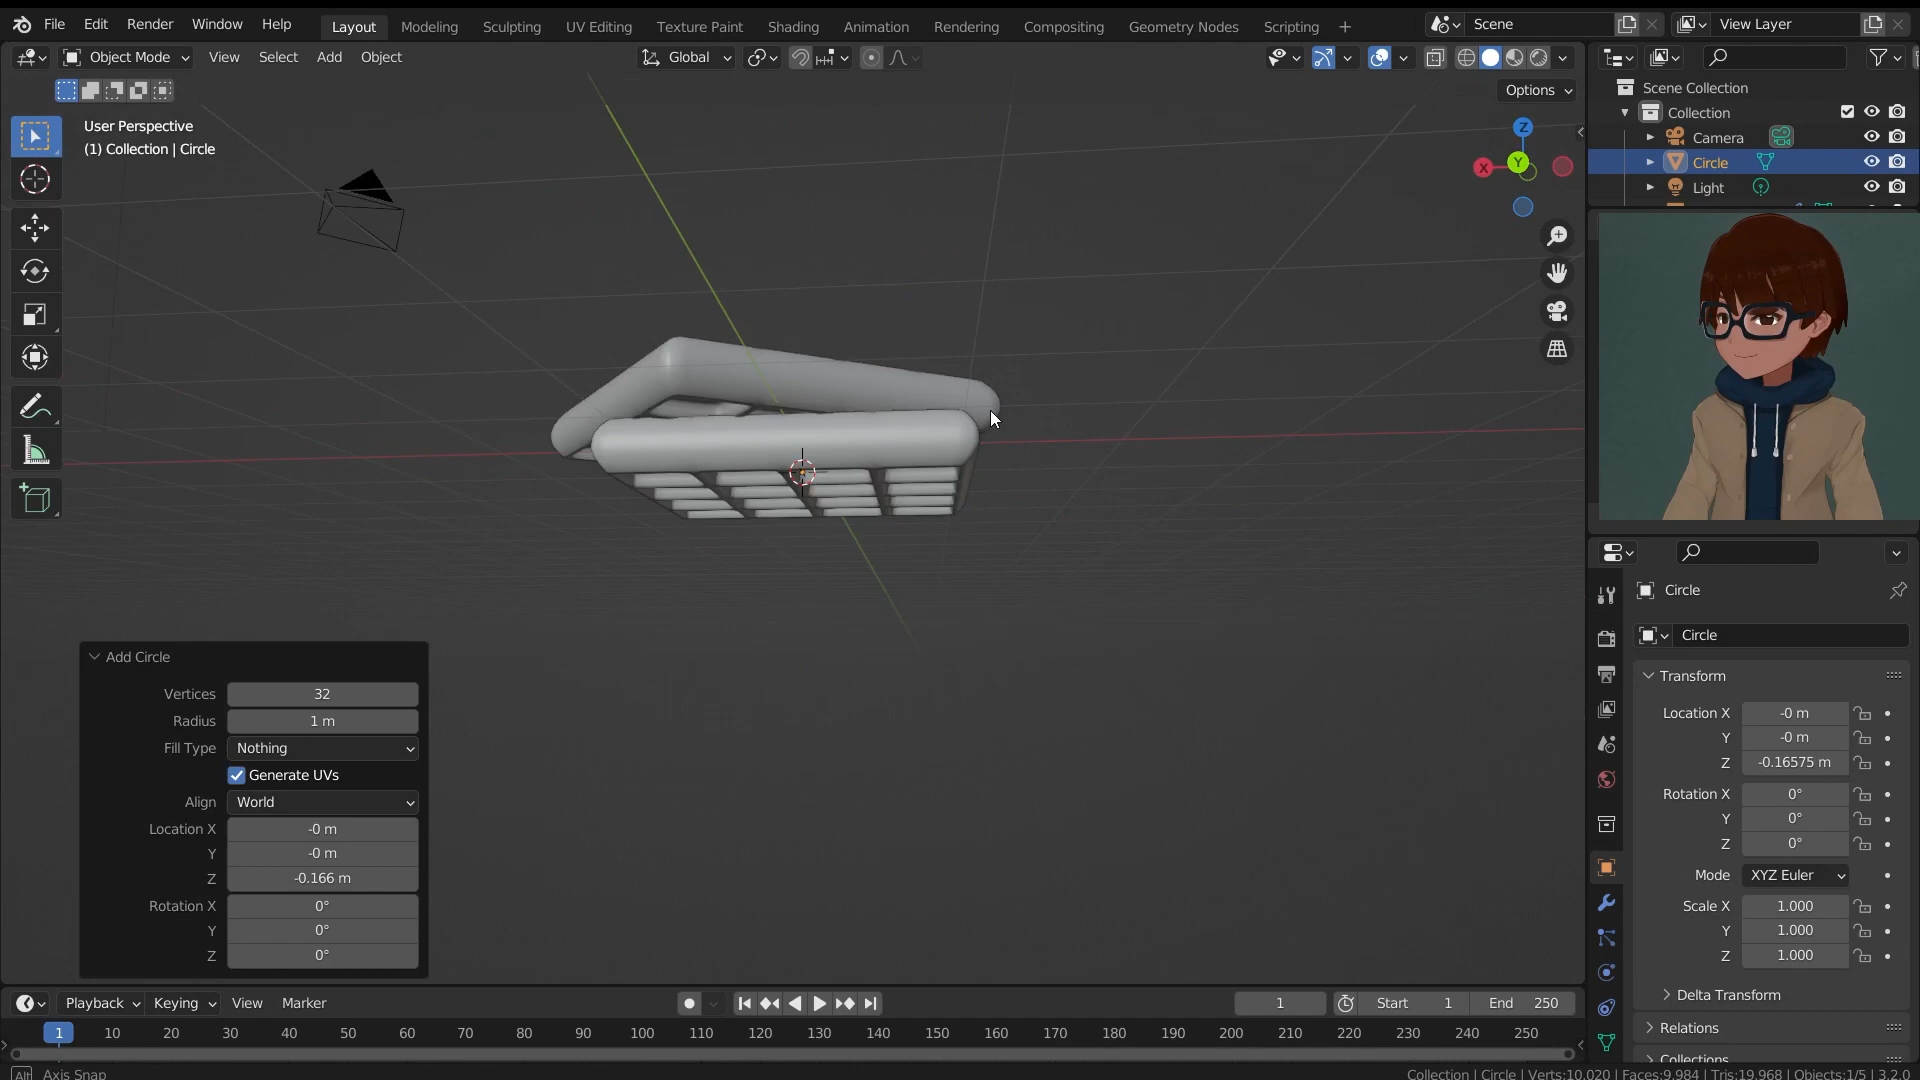 File Edit Render Window Help Layout Modeling Sculpting UV Editing Texture Paint Shading Animation Rendering Compositing Geometry Nodes Scripting + Scene View Layer
Object Mode View Select Add Object Global
Options
User Perspective
(1) Collection | Circle
Z
X Y
Scene Collection
Collection
Camera
Circle
Light
Add Circle
Vertices 32
Radius 1 m
Fill Type Nothing
Generate UVs
Align World
Location X -0 m
Y -0 m
Z -0.166 m
Rotation X 0°
Y 0°
Z 0°
Circle
Circle
Transform
Location X -0 m
Y -0 m
Z -0.16575 m
Rotation X 0°
Y 0°
Z 0°
Mode XYZ Euler
Scale X 1.000
Y 1.000
Z 1.000
Delta Transform
Relations
Collections
Playback Keying View Marker 1 Start 1 End 250
1 10 20 30 40 50 60 70 80 90 100 110 120 130 140 150 160 170 180 190 200 210 220 230 240 250
Alt Axis Snap Collection | Circle | Verts:10,020 | Faces:9,984 | Tris:19,968 | Objects:1/5 | 3.2.0